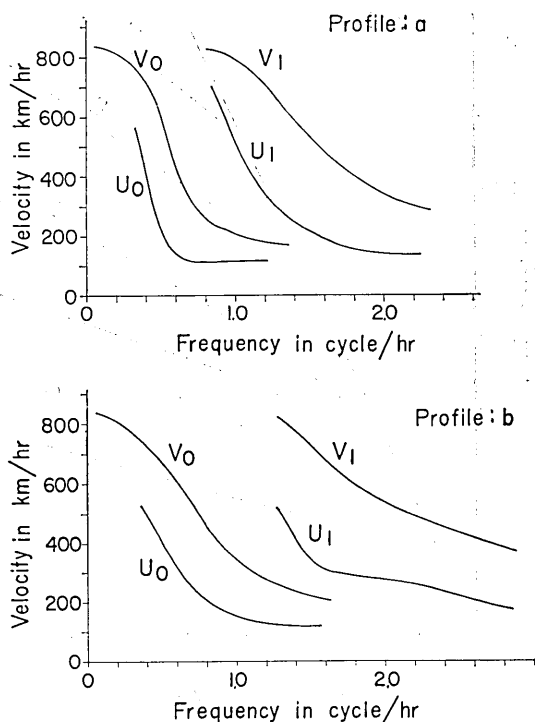 Profile: a
Velocity in km/hr
800
600
400
200
0
V0
V1
U0
U1
0
1.0
2.0
Frequency in cycle/hr
Profile: b
Velocity in km/hr
800
600
400
200
0
V0
V1
U0
U1
0
1.0
2.0
Frequency in cycle/hr